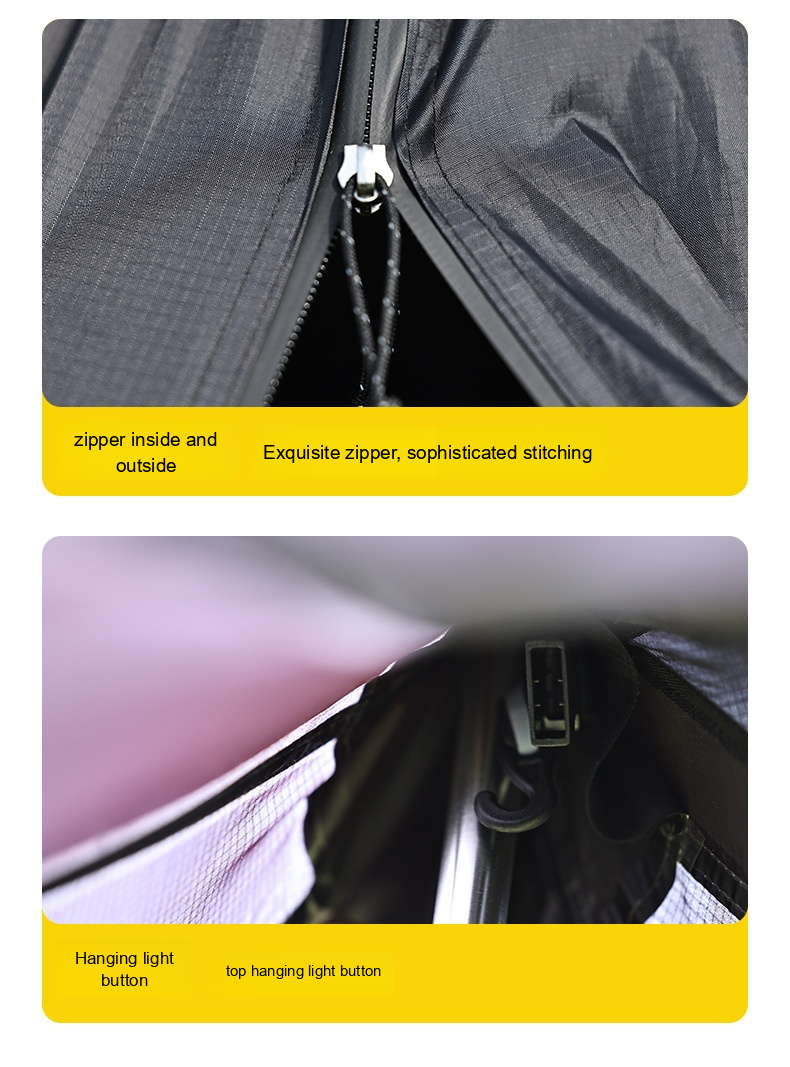 zipper inside and
outside
Exquisite zipper, sophisticated stitching
Hanging light
button
top hanging light button